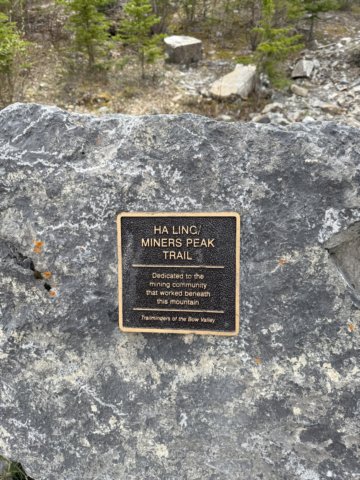 HA LING/
MINERS PEAK
TRAIL
Dedicated to the
mining community
that worked beneath
this mountain
Trailminders of the Bow Valley